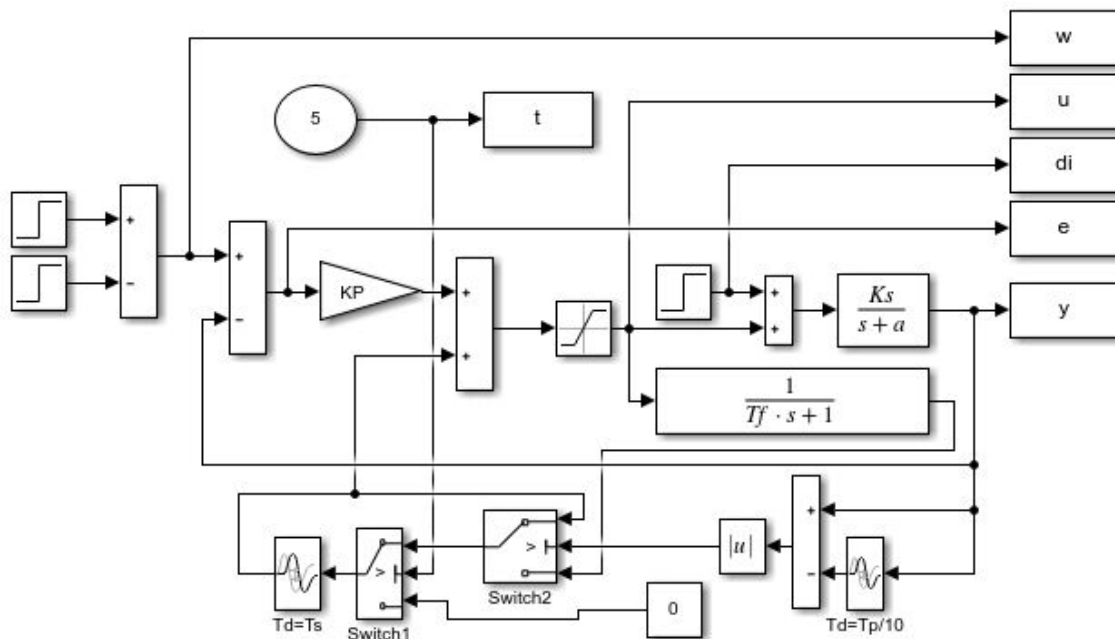 w
u
5
t
di
+
−
+
−
e
KP
+
+
+
+
Ks
s + a
y
1
Tf · s + 1
+
−
>
>
|u|
Td=Ts
Switch1
Switch2
0
Td=Tp/10